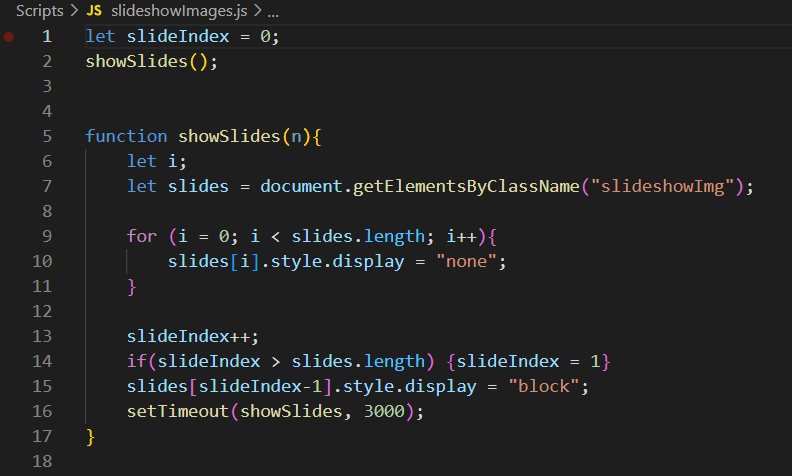 Scripts > JS slideshowImages.js > ...
1 let slideIndex = 0;
2 showSlides();
3
4
5 function showSlides(n){
6     let i;
7     let slides = document.getElementsByClassName("slideshowImg");
8
9     for (i = 0; i < slides.length; i++){
10         slides[i].style.display = "none";
11     }
12
13     slideIndex++;
14     if(slideIndex > slides.length) {slideIndex = 1}
15     slides[slideIndex-1].style.display = "block";
16     setTimeout(showSlides, 3000);
17 }
18